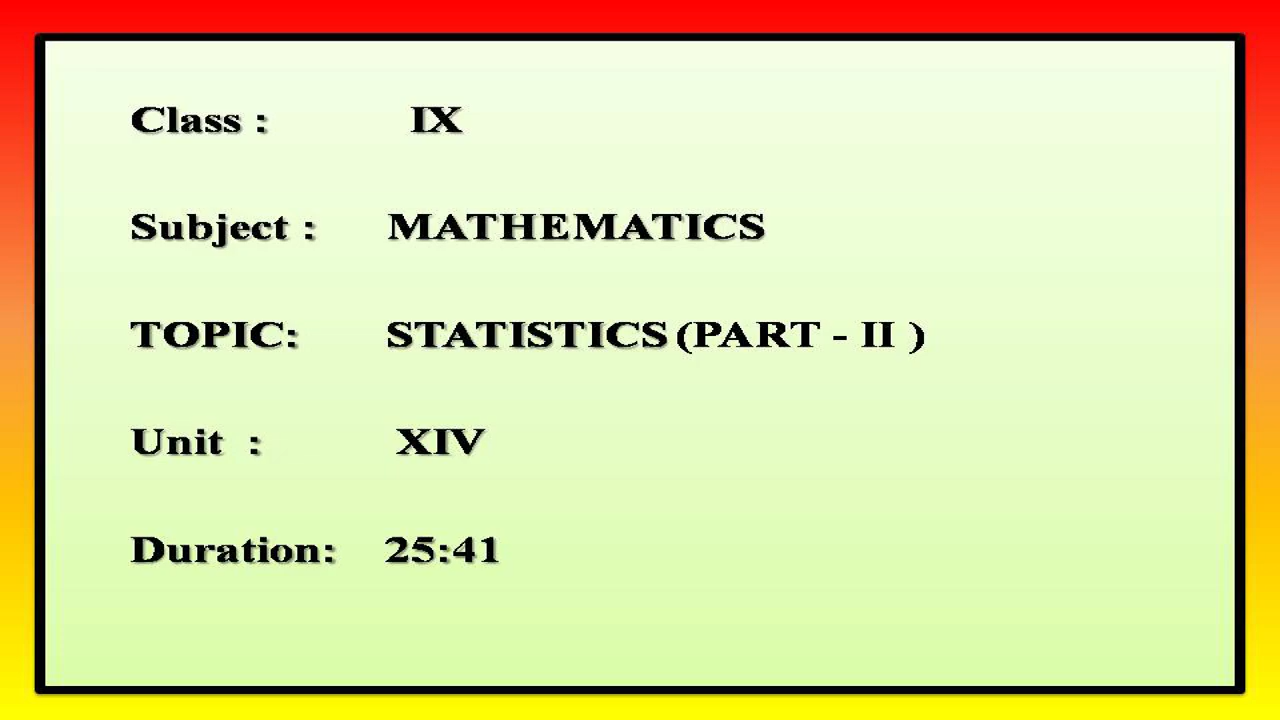 Class : IX
Subject : MATHEMATICS
TOPIC: STATISTICS (PART - II )
Unit : XIV
Duration: 25:41